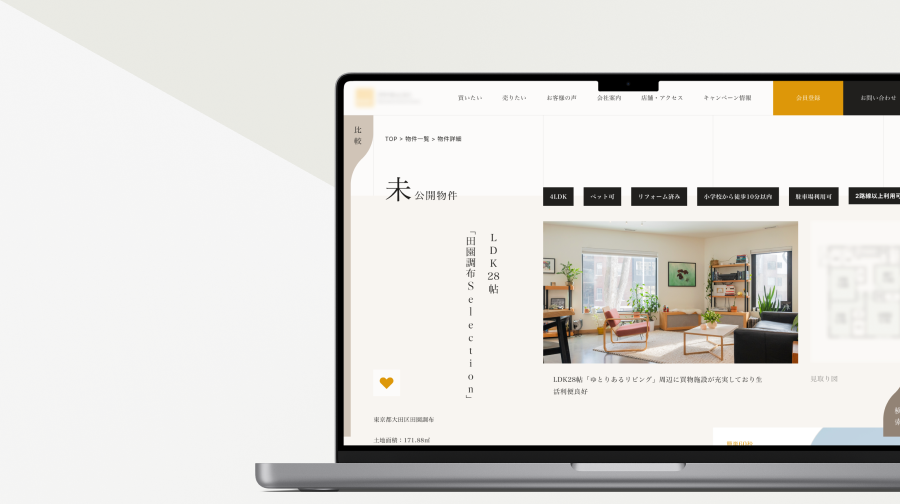 買いたい
売りたい
お客様の声
会社案内
店舗・アクセス
キャンペーン情報
会員登録
お問い合わせ
比較
TOP > 物件一覧 > 物件詳細
未公開物件
4LDK
ペット可
リフォーム済み
小学校から徒歩10分以内
駐車場利用可
2路線以上利用可
LDK28帖
「田園調布Selection」
LDK28帖「ゆとりあるリビング」周辺に買物施設が充実しており生
活利便良好
見取り図
東京都大田区田園調布
土地面積：171.88㎡